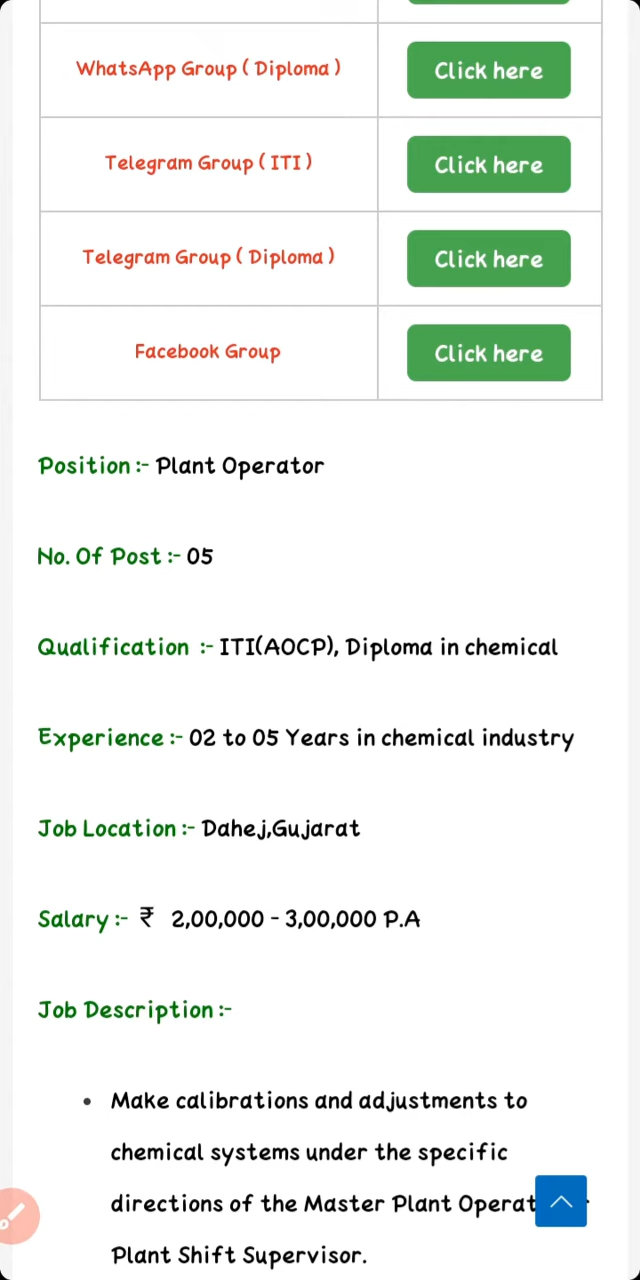 WhatsApp Group ( Diploma )
Click here
Telegram Group ( ITI )
Click here
Telegram Group ( Diploma )
Click here
Facebook Group
Click here
Position :- Plant Operator
No. Of Post :- 05
Qualification :- ITI(AOCP), Diploma in chemical
Experience :- 02 to 05 Years in chemical industry
Job Location :- Dahej,Gujarat
Salary :- ₹ 2,00,000 - 3,00,000 P.A
Job Description :-
• Make calibrations and adjustments to
chemical systems under the specific
directions of the Master Plant Operat
Plant Shift Supervisor.